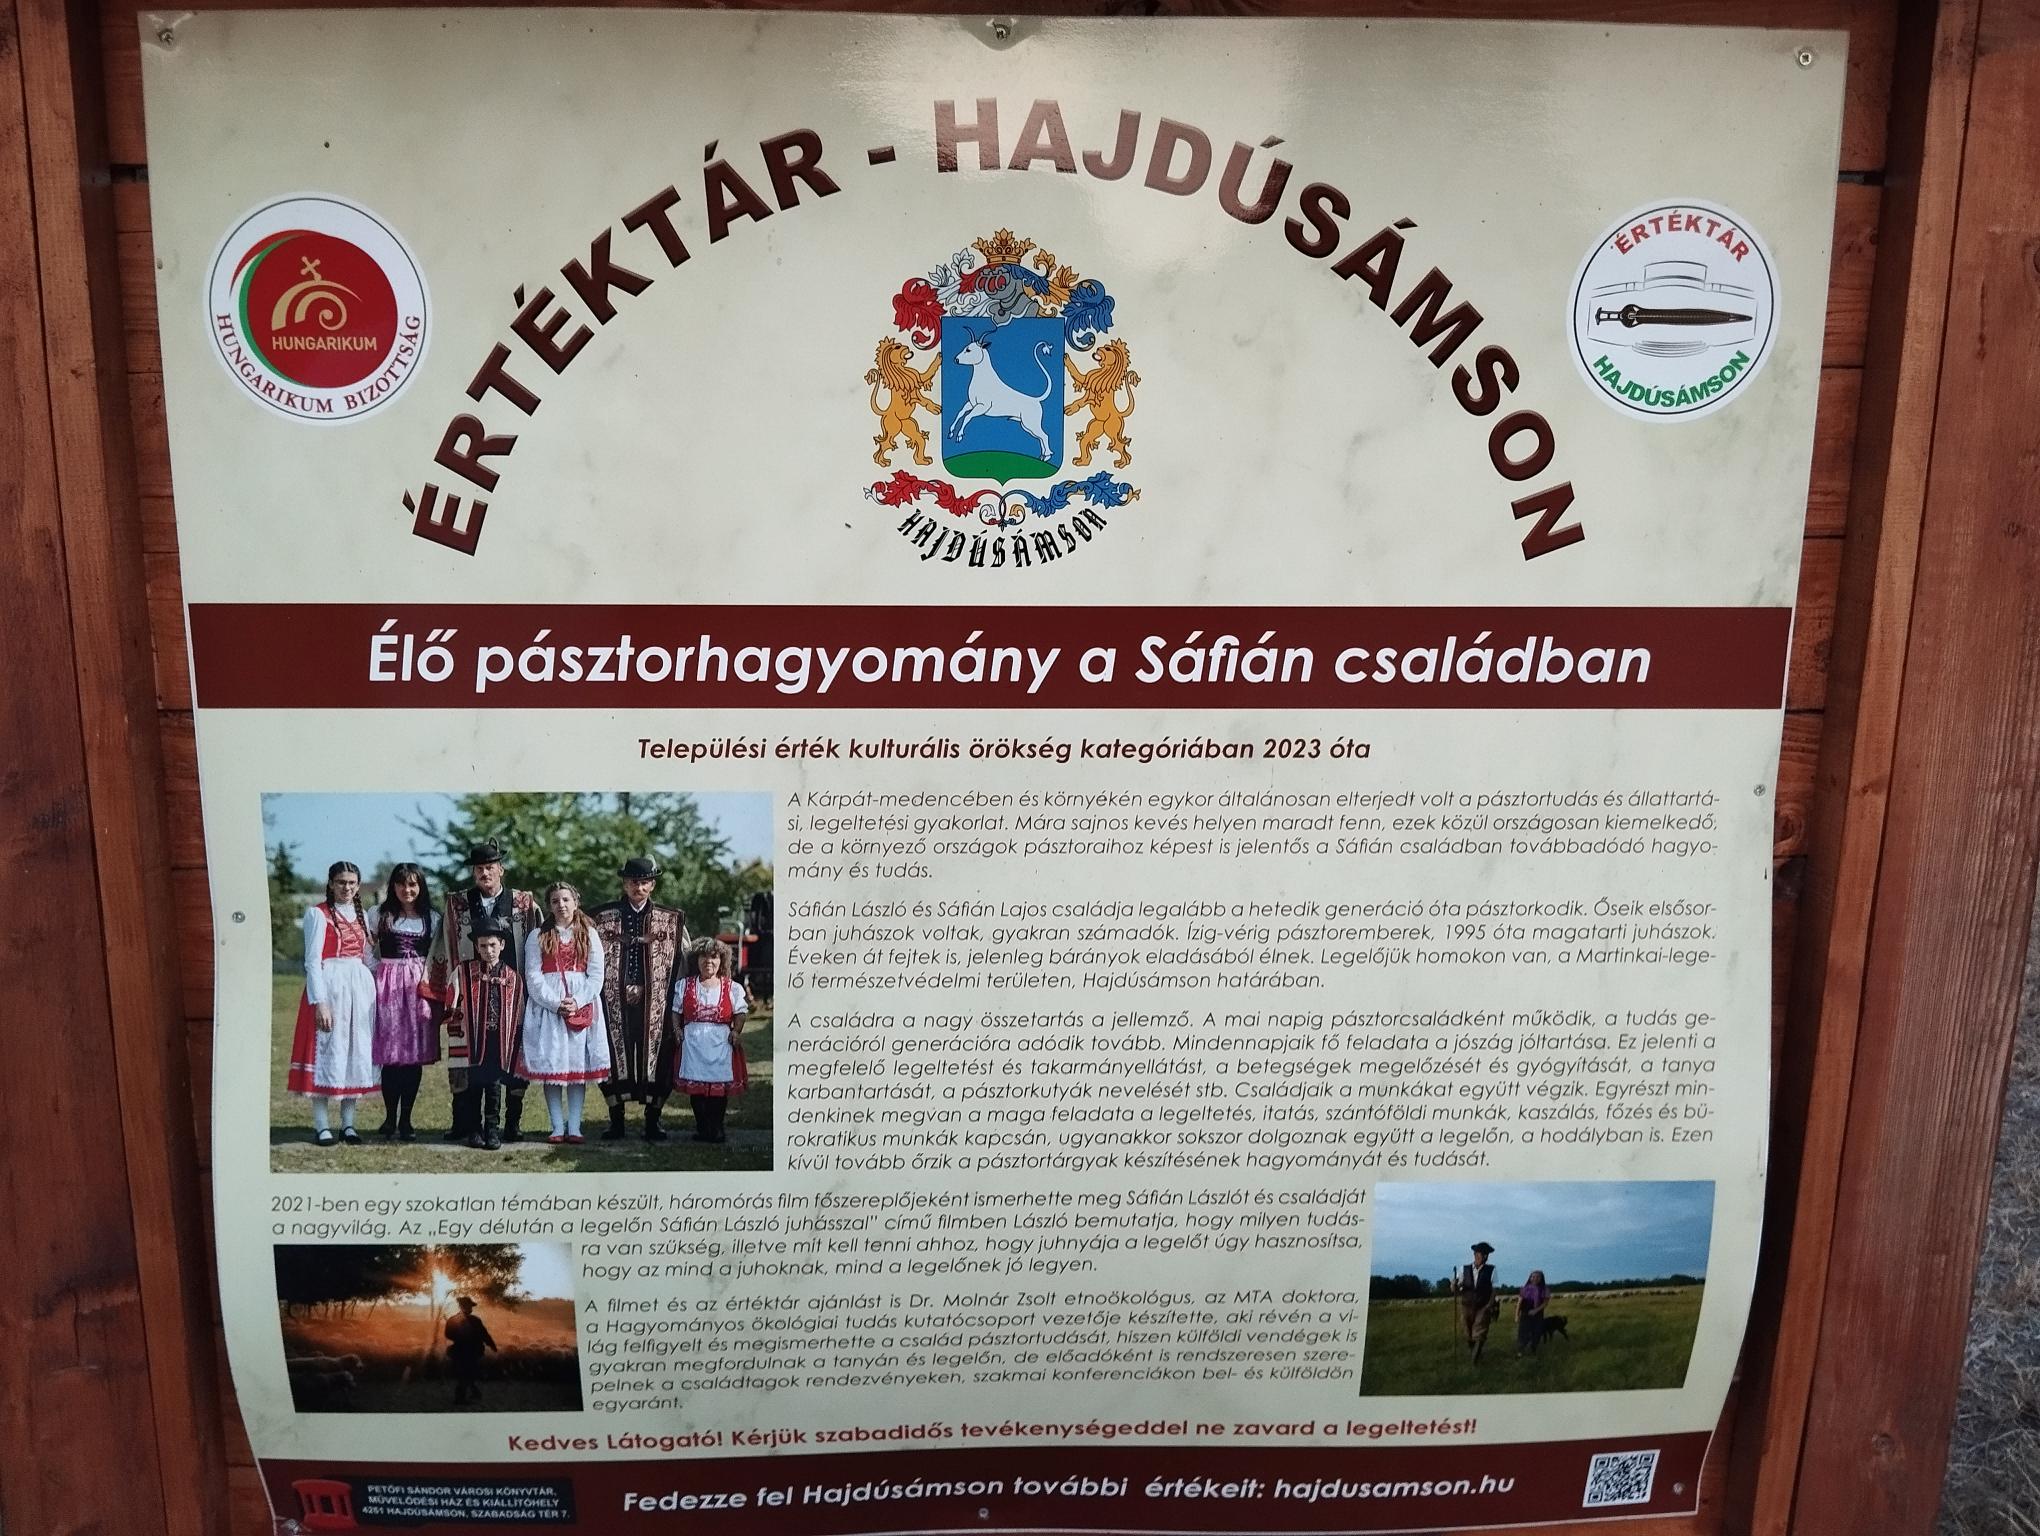 ÉRTÉKTÁR - HAJDÚSÁMSON
HUNGARIKUM
HUNGARIKUM BIZOTTSÁG
ÉRTÉKTÁR
HAJDÚSÁMSON
HAJDÚSÁMSON
Élő pásztorhagyomány a Sáfián családban
Települési érték kulturális örökség kategóriában 2023 óta
A Kárpát-medencében és környékén egykor általánosan elterjedt volt a pásztortudás és állattartá-
si, legeltetési gyakorlat. Mára sajnos kevés helyen maradt fenn, ezek közül országosan kiemelkedő,
de a környező országok pásztoraihoz képest is jelentős a Sáfián családban továbbadódó hagyo-
mány és tudás.
Sáfián László és Sáfián Lajos családja legalább a hetedik generáció óta pásztorkodik. Őseik elsősor-
ban juhászok voltak, gyakran számadók. Ízig-vérig pásztoremberek, 1995 óta magatarti juhászok.
Éveken át fejtek is, jelenleg bárányok eladásából élnek. Legelőjük homokon van, a Martinkai-lege-
lő természetvédelmi területen, Hajdúsámson határában.
A családra a nagy összetartás a jellemző. A mai napig pásztorcsaládként működik, a tudás ge-
nerációról generációra adódik tovább. Mindennapjaik fő feladata a jószág jóltartása. Ez jelenti a
megfelelő legeltetést és takarmányellátást, a betegségek megelőzését és gyógyítását, a tanya
karbantartását, a pásztorkutyák nevelését stb. Családjaik a munkákat együtt végzik. Egyrészt min-
denkinek megvan a maga feladata a legeltetés, itatás, szántóföldi munkák, kaszálás, főzés és bü-
rokratikus munkák kapcsán, ugyanakkor sokszor dolgoznak együtt a legelőn, a hodályban is. Ezen
kívül tovább őrzik a pásztortárgyak készítésének hagyományát és tudását.
2021-ben egy szokatlan témában készült, háromórás film főszereplőjeként ismerhette meg Sáfián Lászlót és családját
a nagyvilág. Az „Egy délután a legelőn Sáfián László juhásszal” című filmben László bemutatja, hogy milyen tudás-
ra van szükség, illetve mit kell tenni ahhoz, hogy juhnyája a legelőt úgy hasznosítsa,
hogy az mind a juhoknak, mind a legelőnek jó legyen.
A filmet és az értéktár ajánlást is Dr. Molnár Zsolt etnoökológus, az MTA doktora,
a Hagyományos ökológiai tudás kutatócsoport vezetője készítette, aki révén a vi-
lág felfigyelt és megismerhette a család pásztortudását, hiszen külföldi vendégek is
gyakran megfordulnak a tanyán és legelőn, de előadóként is rendszeresen szere-
pelnek a családtagok rendezvényeken, szakmai konferenciákon bel- és külföldön
egyaránt.
Kedves Látogató! Kérjük szabadidős tevékenységeddel ne zavard a legeltetést!
PETŐFI SÁNDOR VÁROSI KÖNYVTÁR,
MŰVELŐDÉSI HÁZ ÉS KIÁLLÍTÓHELY
4251 HAJDÚSÁMSON, SZABADSÁG TÉR 7.
Fedezze fel Hajdúsámson további értékeit: hajdusamson.hu